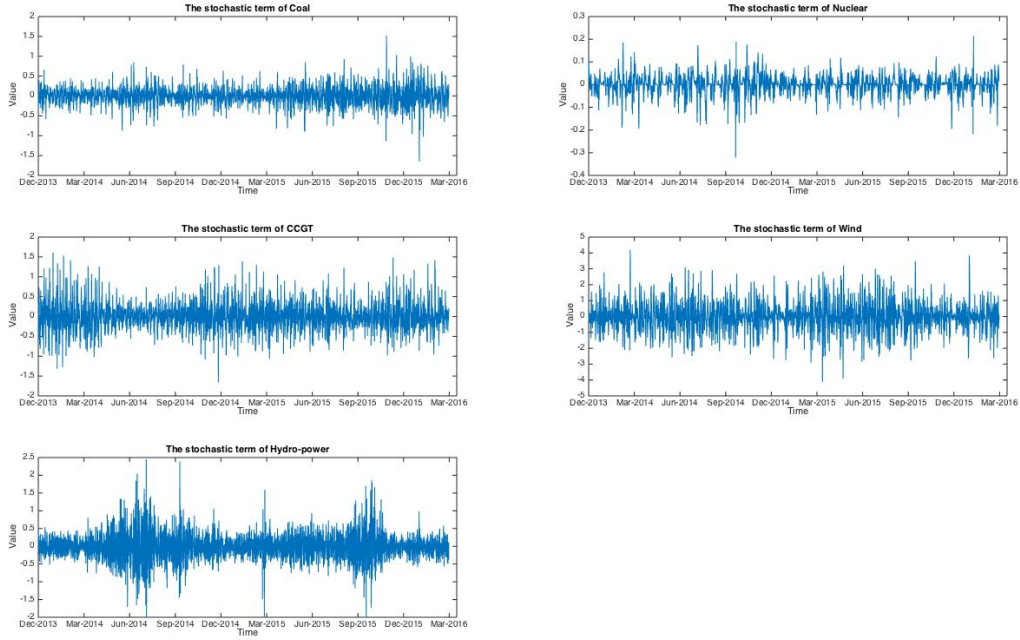 The stochastic term of Coal
2
1.5
1
0.5
0
-0.5
-1
-1.5
-2
Value
Dec-2013 Mar-2014 Jun-2014 Sep-2014 Dec-2014 Mar-2015 Jun-2015 Sep-2015 Dec-2015 Mar-2016
Time
The stochastic term of Nuclear
0.3
0.2
0.1
0
-0.1
-0.2
-0.3
-0.4
Value
Dec-2013 Mar-2014 Jun-2014 Sep-2014 Dec-2014 Mar-2015 Jun-2015 Sep-2015 Dec-2015 Mar-2016
Time
The stochastic term of CCGT
2
1.5
1
0.5
0
-0.5
-1
-1.5
-2
Value
Dec-2013 Mar-2014 Jun-2014 Sep-2014 Dec-2014 Mar-2015 Jun-2015 Sep-2015 Dec-2015 Mar-2016
Time
The stochastic term of Wind
5
4
3
2
1
0
-1
-2
-3
-4
-5
Value
Dec-2013 Mar-2014 Jun-2014 Sep-2014 Dec-2014 Mar-2015 Jun-2015 Sep-2015 Dec-2015 Mar-2016
Time
The stochastic term of Hydro-power
2.5
2
1.5
1
0.5
0
-0.5
-1
-1.5
-2
Value
Dec-2013 Mar-2014 Jun-2014 Sep-2014 Dec-2014 Mar-2015 Jun-2015 Sep-2015 Dec-2015 Mar-2016
Time